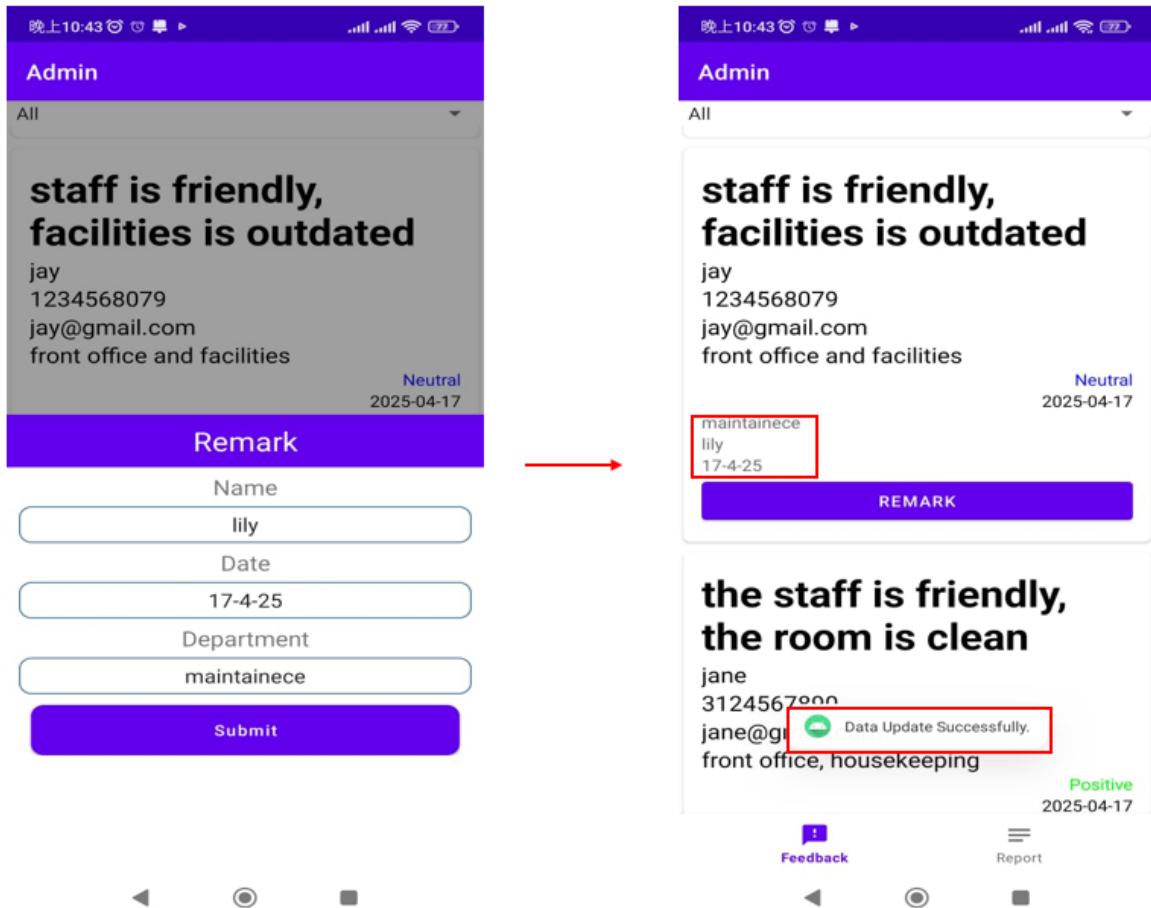 晚上10:43
77
Admin
All
staff is friendly,
facilities is outdated
jay
1234568079
jay@gmail.com
front office and facilities
Neutral
2025-04-17
Remark
Name
lily
Date
17-4-25
Department
maintainece
Submit
晚上10:43
77
Admin
All
staff is friendly,
facilities is outdated
jay
1234568079
jay@gmail.com
front office and facilities
Neutral
2025-04-17
maintainece
lily
17-4-25
REMARK
the staff is friendly,
the room is clean
jane
3124567890
jane@g
Data Update Successfully.
front office, housekeeping
Positive
2025-04-17
Feedback
Report